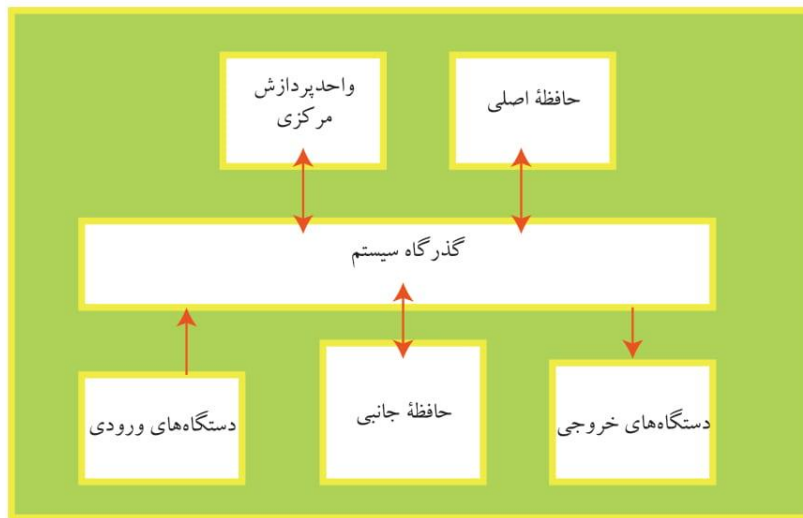 واحدپردازش
مرکزی
حافظهٔ اصلی
گذرگاه سیستم
دستگاه‌های ورودی
حافظهٔ جانبی
دستگاه‌های خروجی